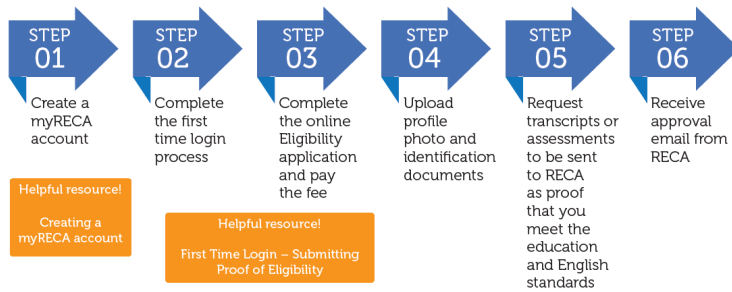 STEP
01
Create a
myRECA
account
STEP
02
Complete
the first
time login
process
STEP
03
Complete
the online
Eligibility
application
and pay
the fee
STEP
04
Upload
profile
photo and
identification
documents
STEP
05
Request
transcripts or
assessments
to be sent
to RECA
as proof
that you
meet the
education
and English
standards
STEP
06
Receive
approval
email from
RECA
Helpful resource!
Creating a
myRECA account
Helpful resource!
First Time Login – Submitting
Proof of Eligibility